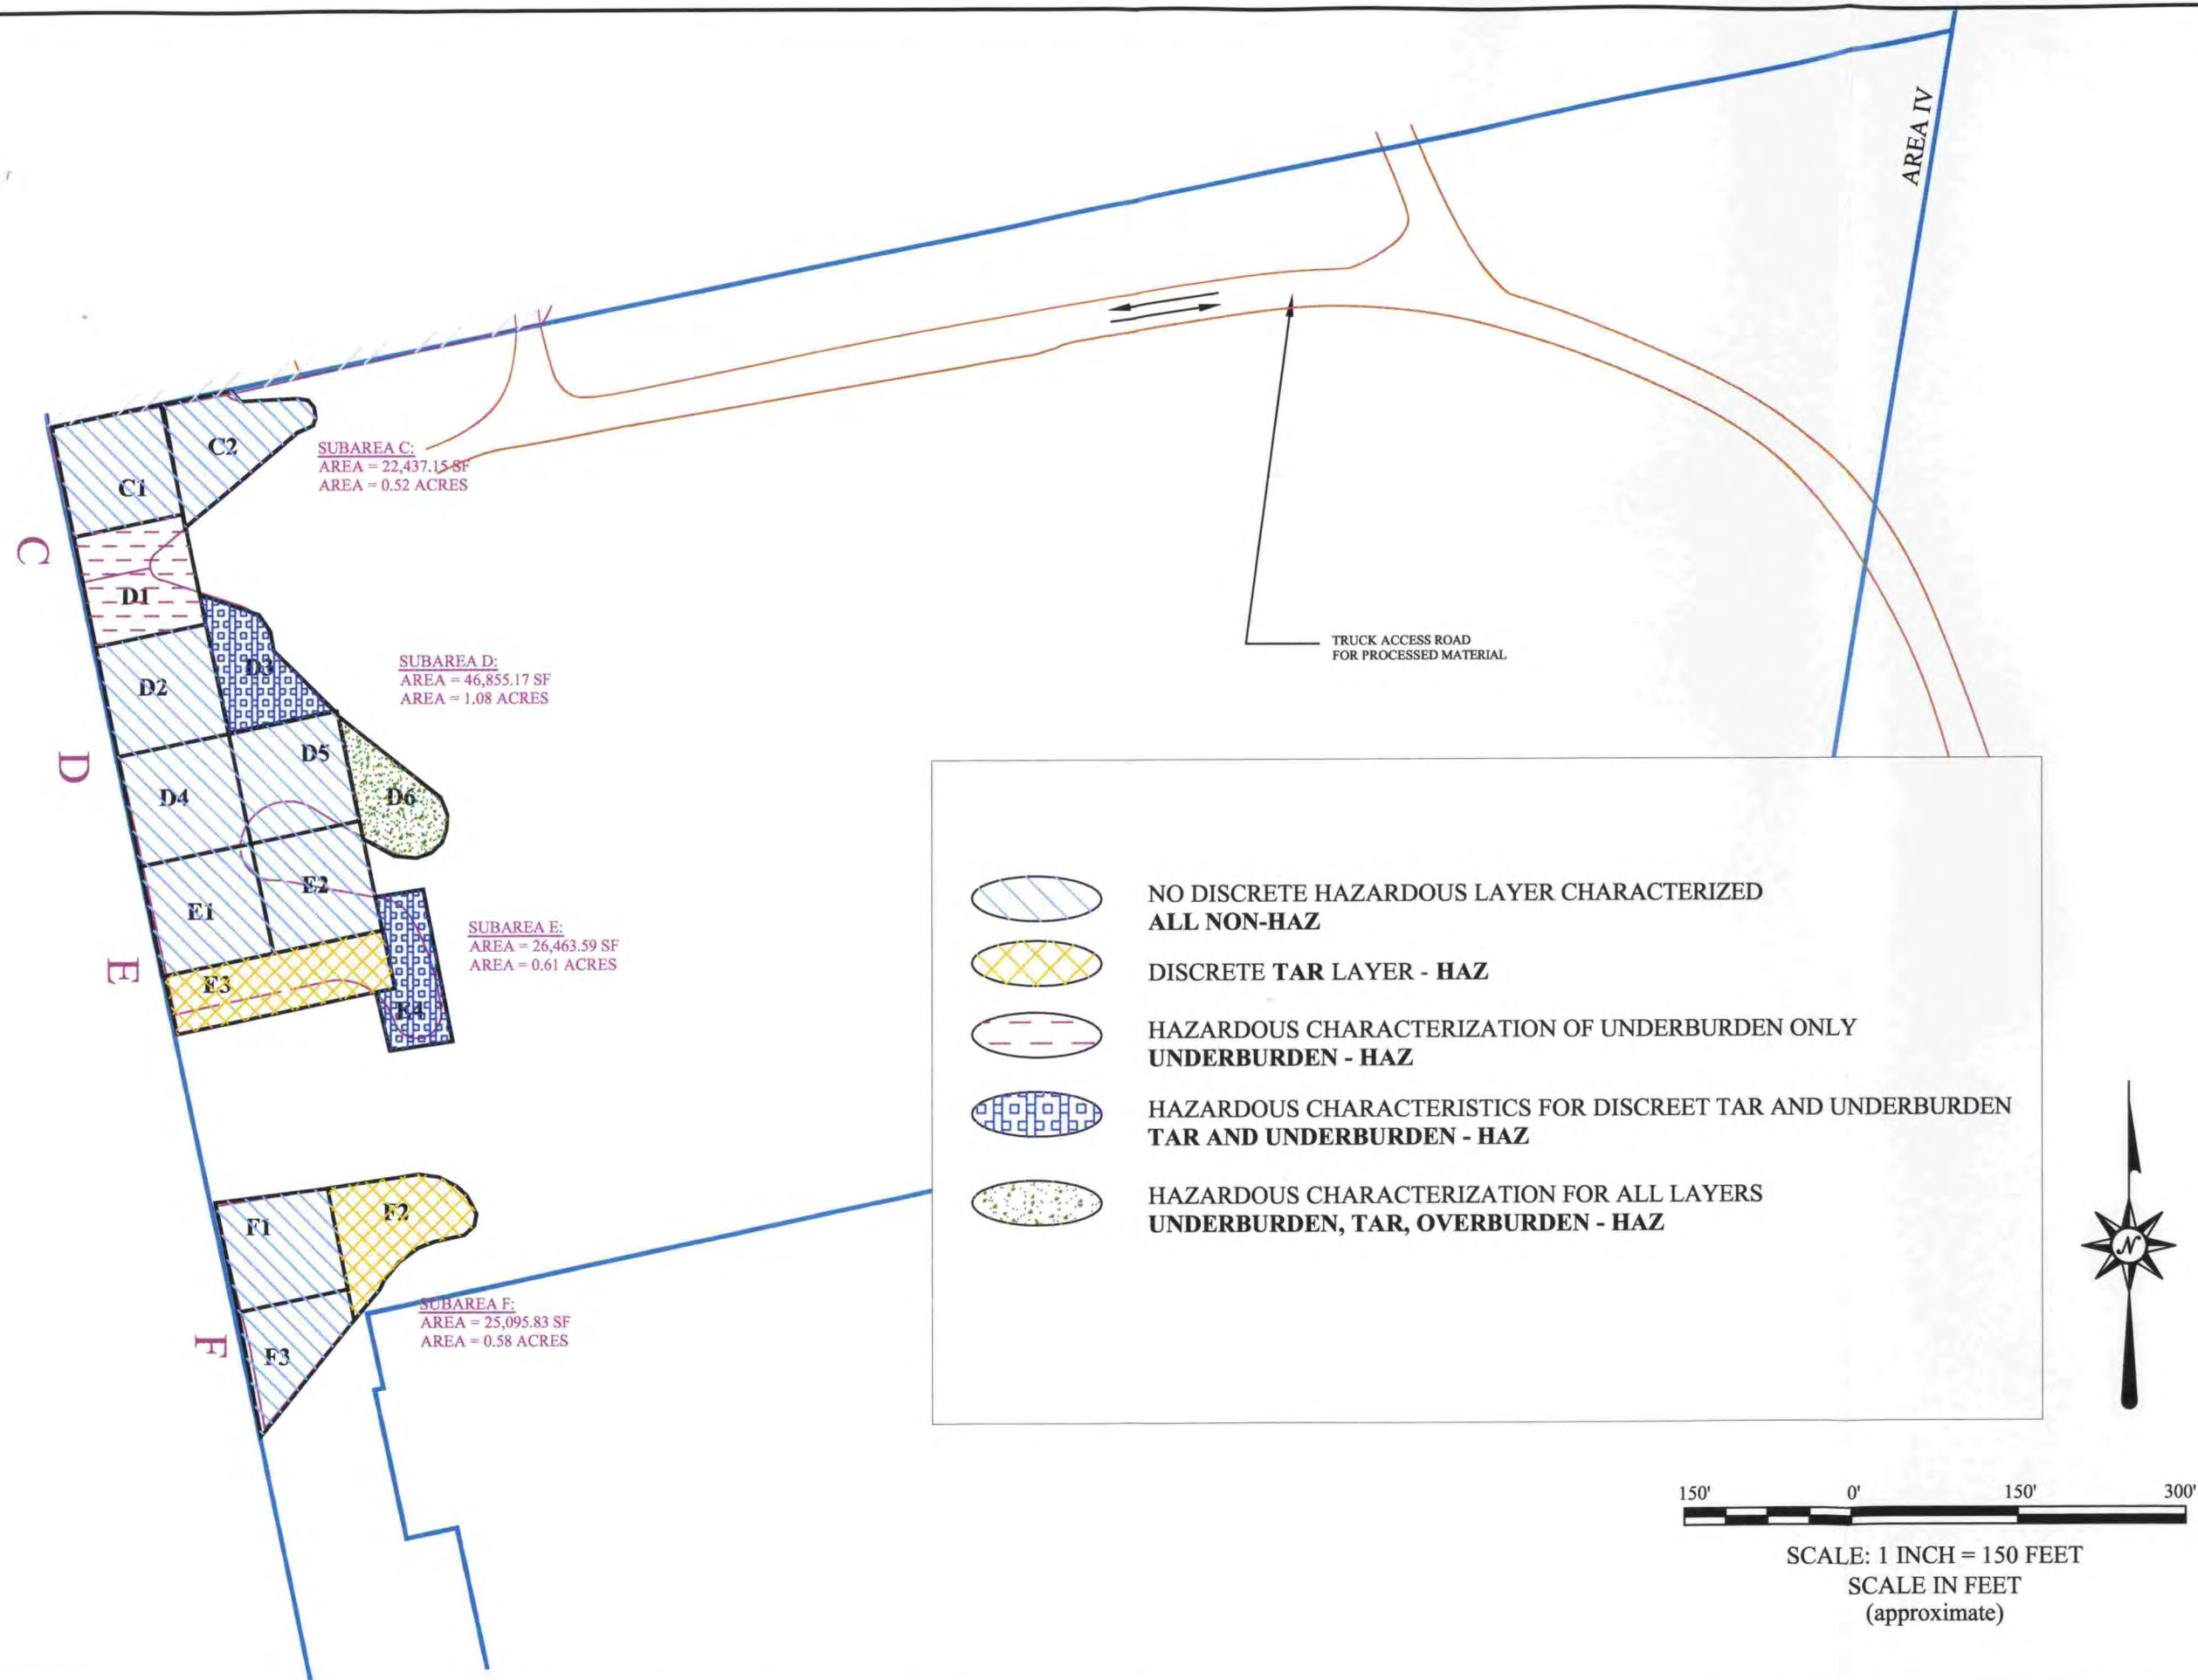 AREA IV
C2
C1
SUBAREA C:
AREA = 22,437.15 SF
AREA = 0.52 ACRES
C
D1
TRUCK ACCESS ROAD
FOR PROCESSED MATERIAL
D3
D2
SUBAREA D:
AREA = 46,855.17 SF
AREA = 1.08 ACRES
D
D5
D4
D6
E2
E1
SUBAREA E:
AREA = 26,463.59 SF
AREA = 0.61 ACRES
E
E3
E4
NO DISCRETE HAZARDOUS LAYER CHARACTERIZED
ALL NON-HAZ
DISCRETE TAR LAYER - HAZ
HAZARDOUS CHARACTERIZATION OF UNDERBURDEN ONLY
UNDERBURDEN - HAZ
HAZARDOUS CHARACTERISTICS FOR DISCREET TAR AND UNDERBURDEN
TAR AND UNDERBURDEN - HAZ
HAZARDOUS CHARACTERIZATION FOR ALL LAYERS
UNDERBURDEN, TAR, OVERBURDEN - HAZ
F2
F1
SUBAREA F:
AREA = 25,095.83 SF
AREA = 0.58 ACRES
F
F3
N
150' 0' 150' 300'
SCALE: 1 INCH = 150 FEET
SCALE IN FEET
(approximate)